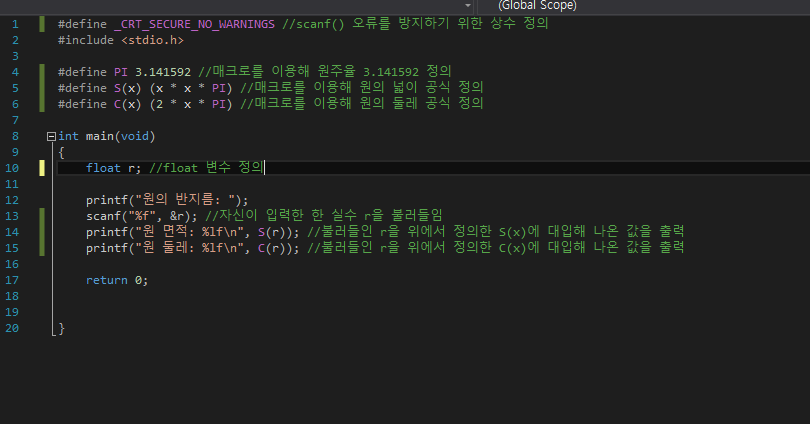 (Global Scope)
1 #define _CRT_SECURE_NO_WARNINGS //scanf() 오류를 방지하기 위한 상수 정의
2 #include <stdio.h>
3
4 #define PI 3.141592 //매크로를 이용해 원주율 3.141592 정의
5 #define S(x) (x * x * PI) //매크로를 이용해 원의 넓이 공식 정의
6 #define C(x) (2 * x * PI) //매크로를 이용해 원의 둘레 공식 정의
7
8 int main(void)
9 {
10 float r; //float 변수 정의
11
12 printf("원의 반지름: ");
13 scanf("%f", &r); //자신이 입력한 한 실수 r을 불러들임
14 printf("원 면적: %lf\n", S(r)); //불러들인 r을 위에서 정의한 S(x)에 대입해 나온 값을 출력
15 printf("원 둘레: %lf\n", C(r)); //불러들인 r을 위에서 정의한 C(x)에 대입해 나온 값을 출력
16
17 return 0;
18
19
20 }